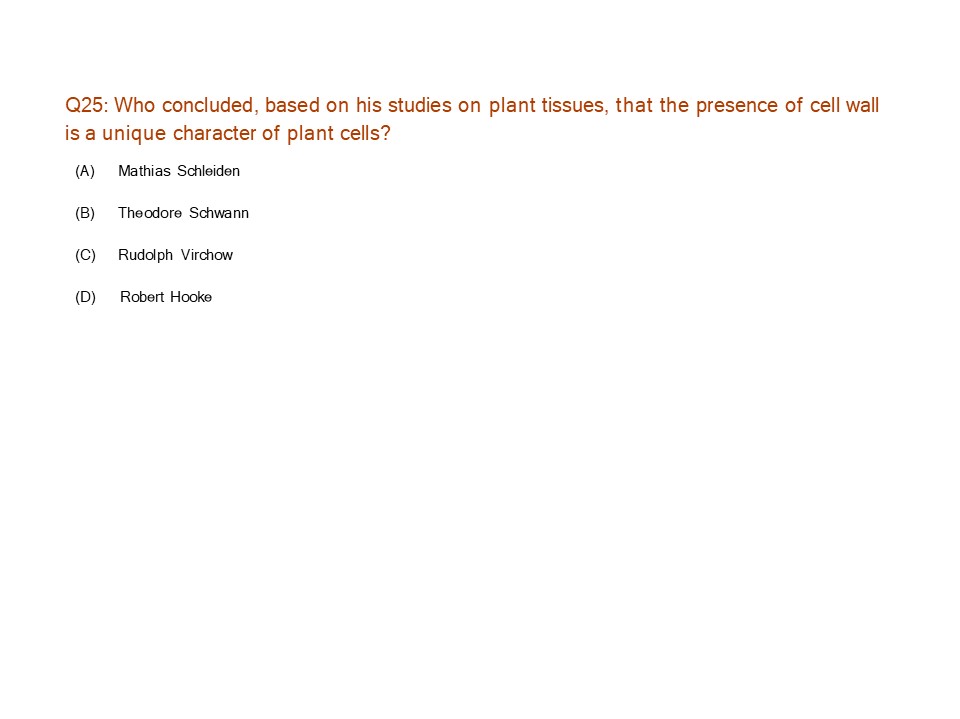 Q25: Who concluded, based on his studies on plant tissues, that the presence of cell wall
is a unique character of plant cells?
(A) Mathias Schleiden
(B) Theodore Schwann
(C) Rudolph Virchow
(D) Robert Hooke